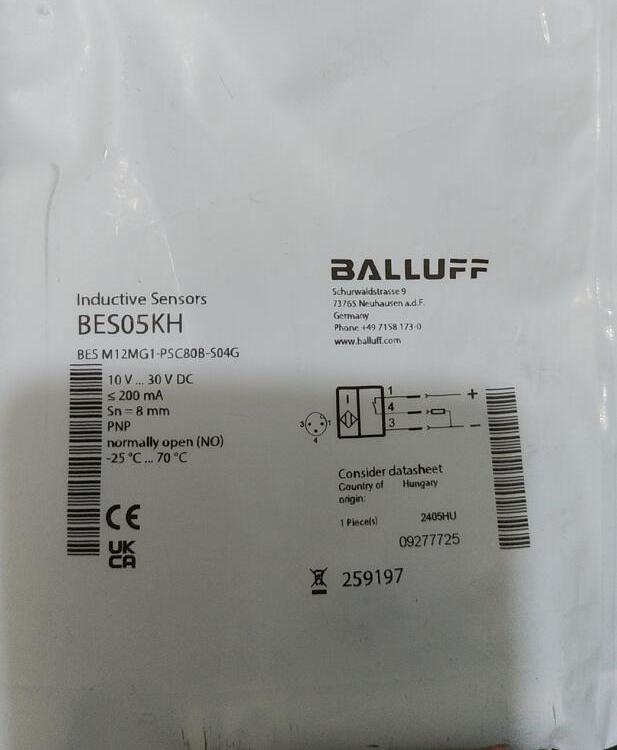 BALLUFF
Schurwaldstrasse 9
73765 Neuhausen a.d.F.
Germany
Phone +49 7158 173-0
www.balluff.com
Inductive Sensors
BES05KH
BES M12MG1-PSC80B-S04G
10 V ... 30 V DC
≤ 200 mA
Sn = 8 mm
PNP
normally open (NO)
-25 °C ... 70 °C
CE
UK
CA
3 1
4
1 +
4
3 -
Consider datasheet
Country of origin: Hungary
1 Piece(s) 2405HU
09277725
259197